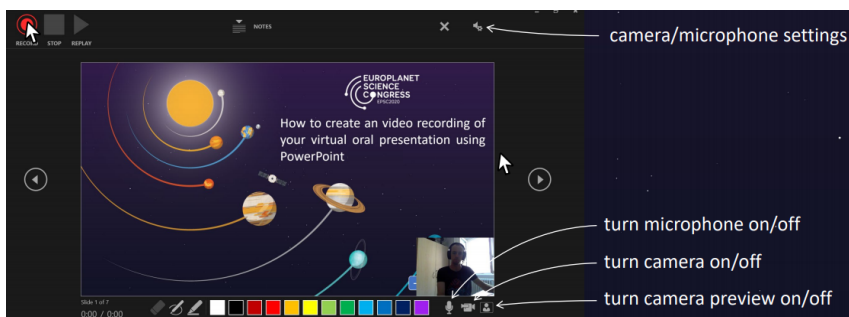 RECORD
STOP
REPLAY
NOTES
camera/microphone settings
EUROPLANET
SCIENCE
CONGRESS
EPSC2020
How to create an video recording of
your virtual oral presentation using
PowerPoint
turn microphone on/off
turn camera on/off
turn camera preview on/off
Slide 1 of 7
0:00 / 0:00